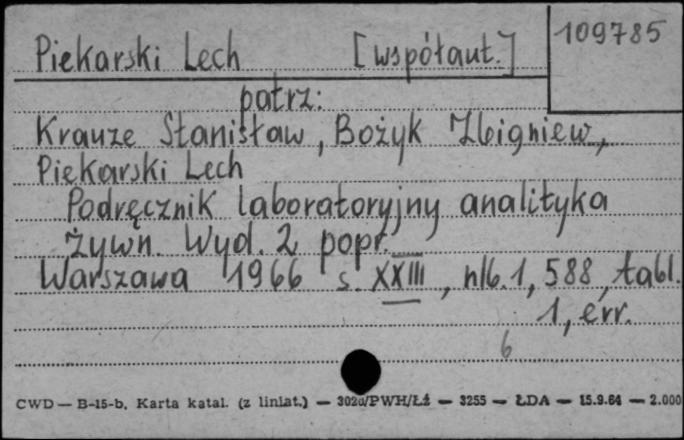 Piekarski Lech [współaut.] 109785
patrz:
Krauze Stanisław, Bożyk Zbigniew,
Piekarski Lech
Podręcznik laboratoryjny analityka
żywn. Wyd. 2 popr.
Warszawa 1966 s. XXIII, nlb. 1, 588, tabl.
1, err.
6
CWD — B-15-b. Karta katal. (z liniat.) — 302d/PWH/Łź — 3255 — ŁDA — 15.9.64 — 2.000